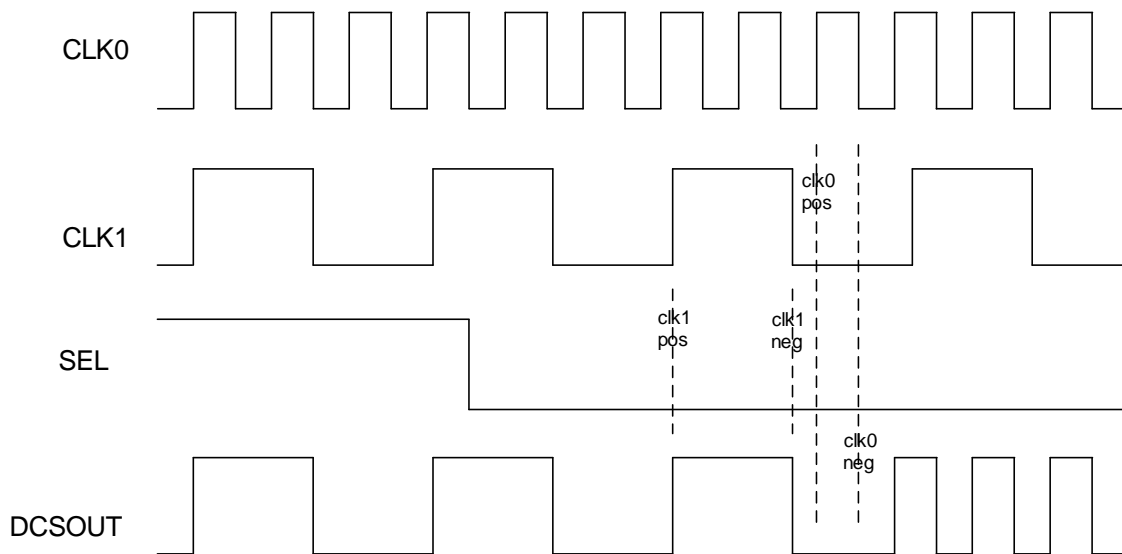 CLK0
clk0
pos
CLK1
clk1
pos
clk1
neg
SEL
clk0
neg
DCSOUT